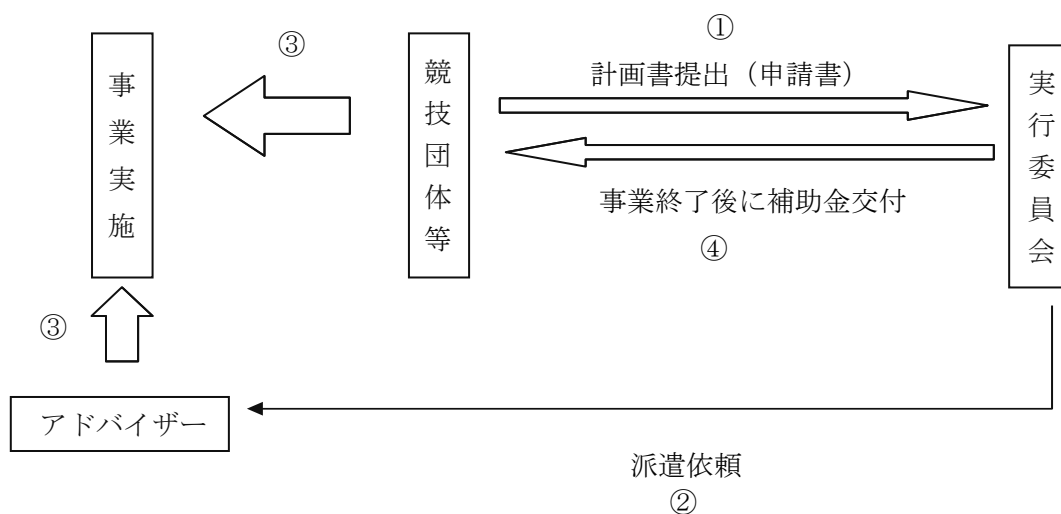 ①
計画書提出（申請書）
③
事業実施
競技団体等
実行委員会
事業終了後に補助金交付
④
③
アドバイザー
派遣依頼
②